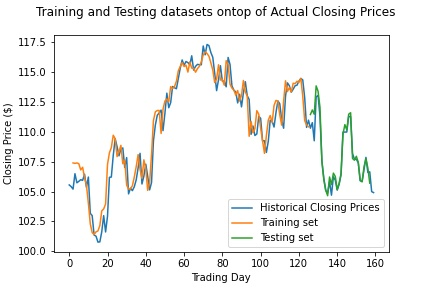 Training and Testing datasets ontop of Actual Closing Prices
117.5
115.0
112.5
110.0
107.5
105.0
102.5
100.0
Closing Price ($)
Historical Closing Prices
Training set
Testing set
0 20 40 60 80 100 120 140 160
Trading Day